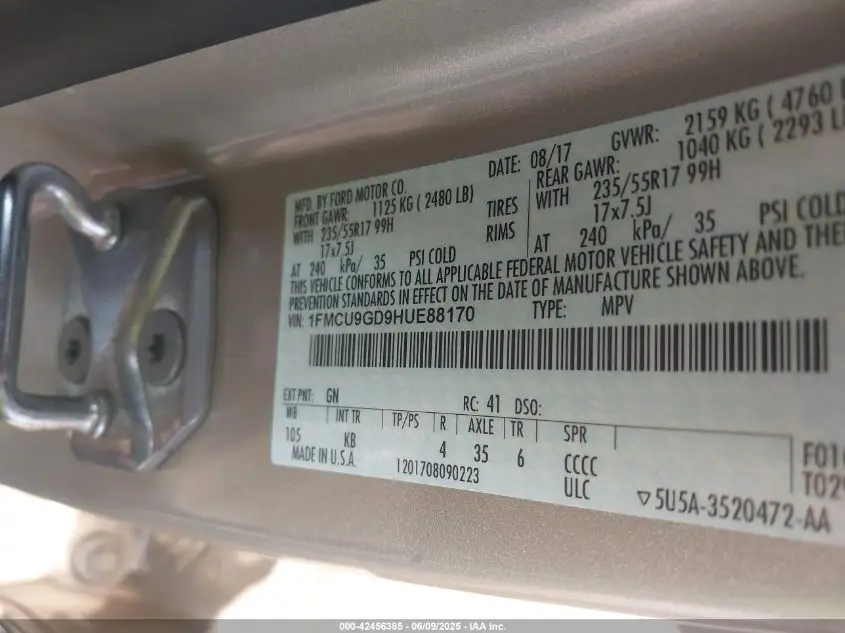 MFD. BY FORD MOTOR CO. DATE: 08/17 GVWR: 2159 KG ( 4760
FRONT GAWR: 1125 KG ( 2480 LB) REAR GAWR: 1040 KG ( 2293
WITH 235/55R17 99H TIRES WITH 235/55R17 99H
17x7.5J RIMS 17x7.5J
AT 240 kPa/ 35 PSI COLD AT 240 kPa/ 35 PSI COLD
THIS VEHICLE CONFORMS TO ALL APPLICABLE FEDERAL MOTOR VEHICLE SAFETY AND
PREVENTION STANDARDS IN EFFECT ON THE DATE OF MANUFACTURE SHOWN ABOVE.
VIN: 1FMCU9GD9HUE88170 TYPE: MPV
EXT PNT: GN RC: 41 DSO:
WB INT TR TP/PS R AXLE TR SPR
105 KB 4 35 6 CCCC
MADE IN U.S.A. 1201708090223 ULC
▽5U5A-3520472-AA
000-42456385 - 06/09/2025 - IAA Inc.